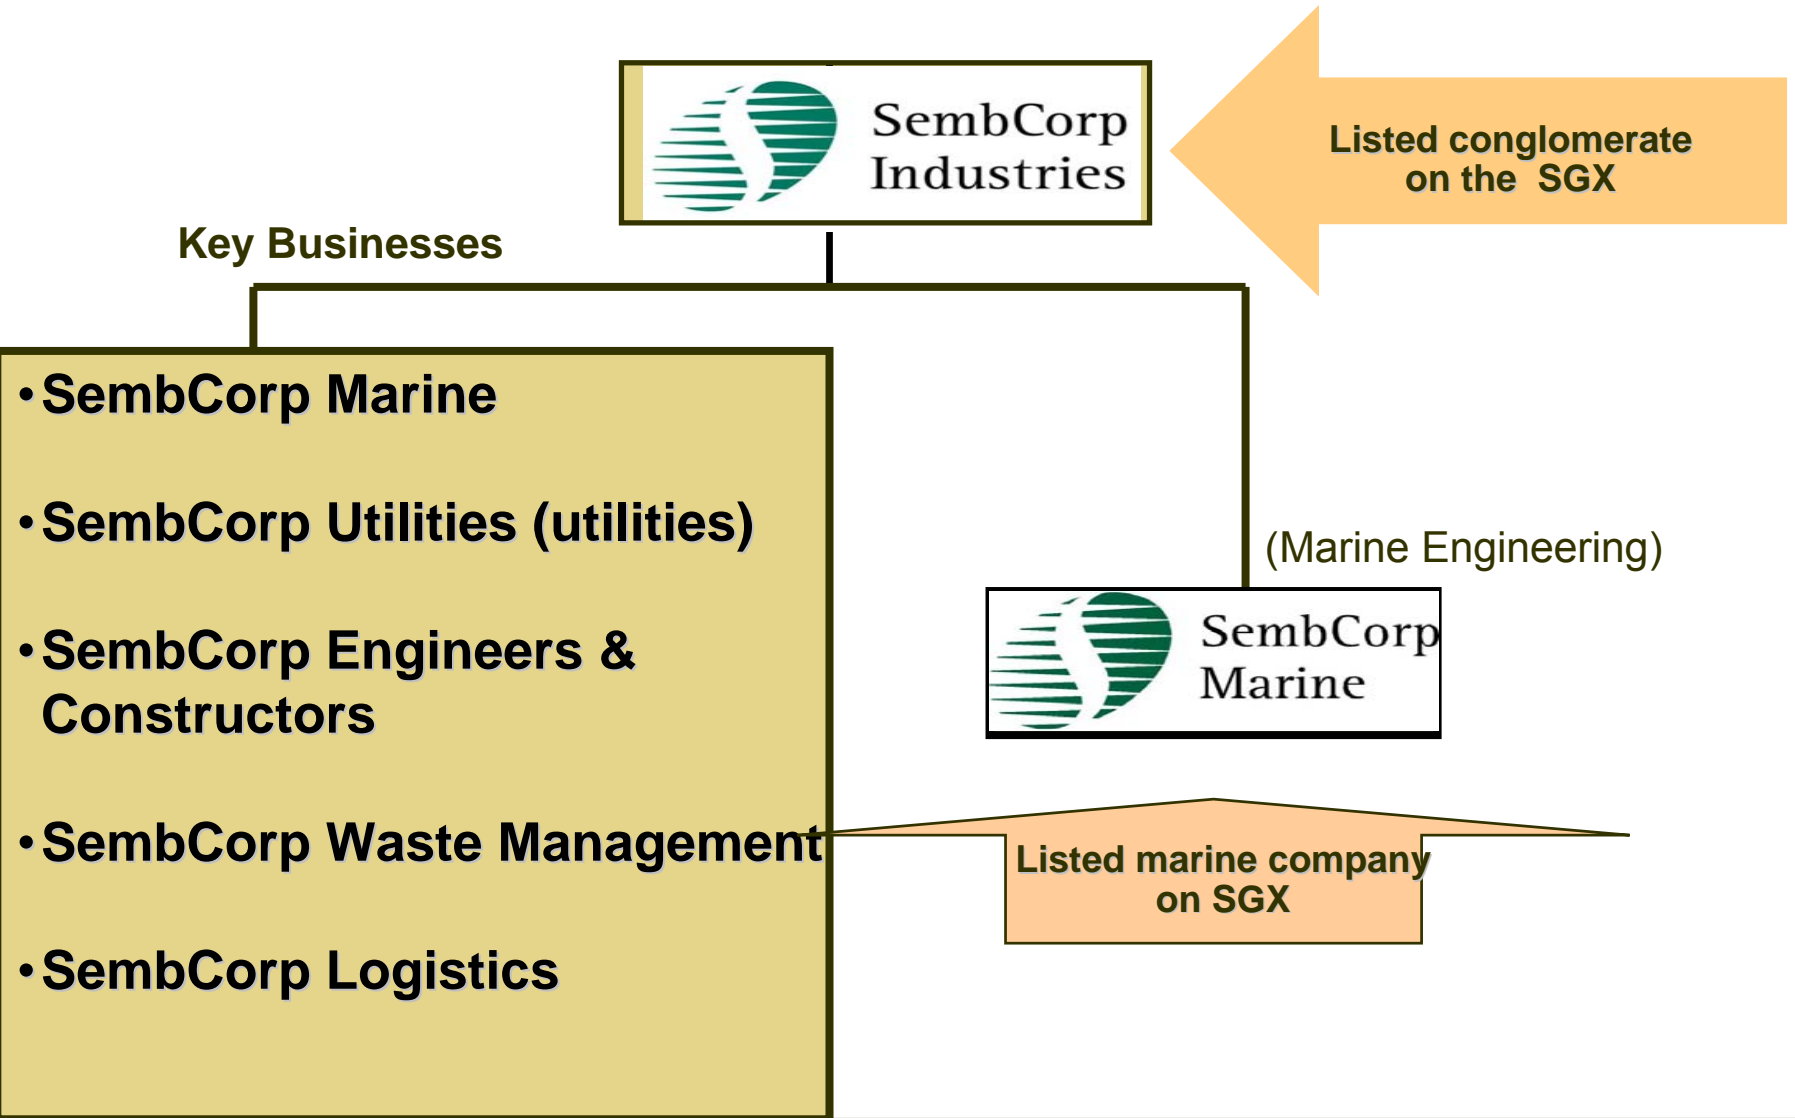 SembCorp
Industries
Listed conglomerate
on the  SGX
Key Businesses
•SembCorp Marine
•SembCorp Utilities (utilities)
•SembCorp Engineers &
Constructors
•SembCorp Waste Management
•SembCorp Logistics
(Marine Engineering)
SembCorp
Marine
Listed marine company
on SGX